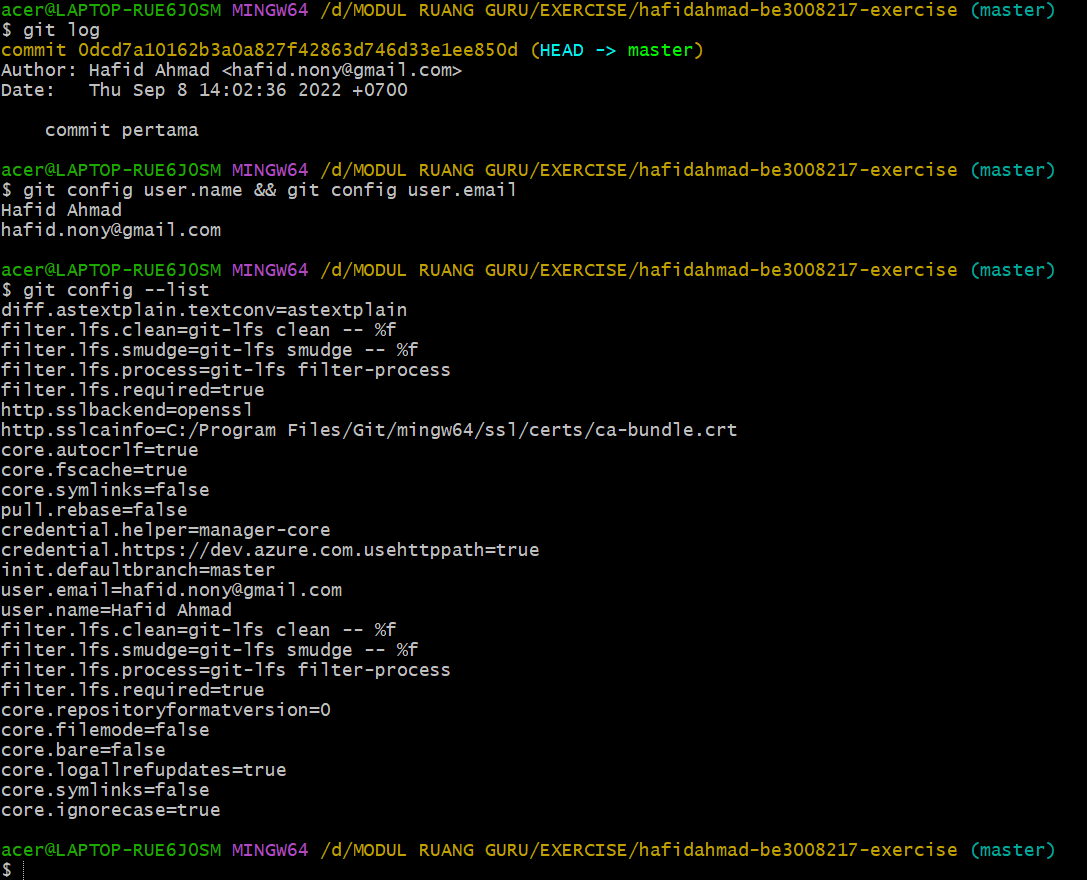 acer@LAPTOP-RUE6J0SM MINGW64 /d/MODUL RUANG GURU/EXERCISE/hafidahmad-be3008217-exercise (master)
$ git log
commit 0dcd7a10162b3a0a827f42863d746d33e1ee850d (HEAD -> master)
Author: Hafid Ahmad <hafid.nony@gmail.com>
Date:   Thu Sep 8 14:02:36 2022 +0700
    commit pertama
acer@LAPTOP-RUE6J0SM MINGW64 /d/MODUL RUANG GURU/EXERCISE/hafidahmad-be3008217-exercise (master)
$ git config user.name && git config user.email
Hafid Ahmad
hafid.nony@gmail.com
acer@LAPTOP-RUE6J0SM MINGW64 /d/MODUL RUANG GURU/EXERCISE/hafidahmad-be3008217-exercise (master)
$ git config --list
diff.astextplain.textconv=astextplain
filter.lfs.clean=git-lfs clean -- %f
filter.lfs.smudge=git-lfs smudge -- %f
filter.lfs.process=git-lfs filter-process
filter.lfs.required=true
http.sslbackend=openssl
http.sslcainfo=C:/Program Files/Git/mingw64/ssl/certs/ca-bundle.crt
core.autocrlf=true
core.fscache=true
core.symlinks=false
pull.rebase=false
credential.helper=manager-core
credential.https://dev.azure.com.usehttppath=true
init.defaultbranch=master
user.email=hafid.nony@gmail.com
user.name=Hafid Ahmad
filter.lfs.clean=git-lfs clean -- %f
filter.lfs.smudge=git-lfs smudge -- %f
filter.lfs.process=git-lfs filter-process
filter.lfs.required=true
core.repositoryformatversion=0
core.filemode=false
core.bare=false
core.logallrefupdates=true
core.symlinks=false
core.ignorecase=true
acer@LAPTOP-RUE6J0SM MINGW64 /d/MODUL RUANG GURU/EXERCISE/hafidahmad-be3008217-exercise (master)
$